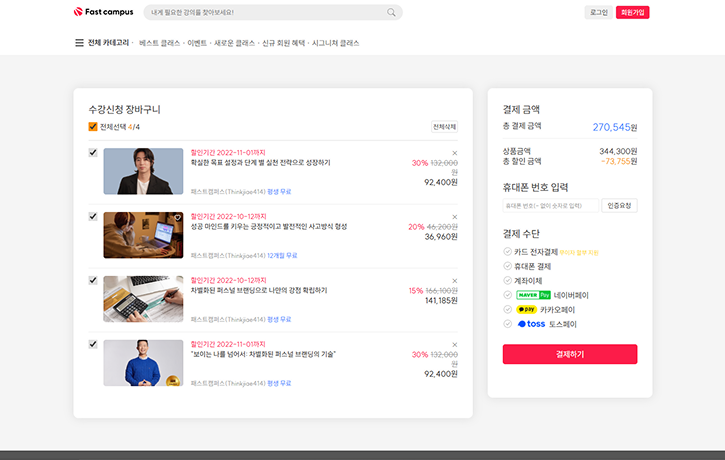 Fast campus
내게 필요한 강의를 찾아보세요!
로그인
회원가입
전체 카테고리 · 베스트 클래스 · 이벤트 · 새로운 클래스 · 신규 회원 혜택 · 시그니처 클래스
수강신청 장바구니
전체선택 4/4
전체삭제
할인기간 2022-11-01까지
확실한 목표 설정과 단계 별 실천 전략으로 성장하기
30% 132,000원
92,400원
패스트캠퍼스(Thinkjiae414) 평생 무료
할인기간 2022-10-12까지
성공 마인드를 키우는 긍정적이고 발전적인 사고방식 형성
20% 46,200원
36,960원
패스트캠퍼스(Thinkjiae414) 12개월 무료
할인기간 2022-10-12까지
차별화된 퍼스널 브랜딩으로 나만의 강점 확립하기
15% 166,100원
141,185원
패스트캠퍼스(Thinkjiae414) 평생 무료
할인기간 2022-11-01까지
"보이는 나를 넘어서: 차별화된 퍼스널 브랜딩의 기술"
30% 132,000원
92,400원
패스트캠퍼스(Thinkjiae414) 평생 무료
결제 금액
총 결제 금액 270,545원
상품금액 344,300원
총 할인 금액 -73,755원
휴대폰 번호 입력
휴대폰 번호(- 없이 숫자로 입력)
인증요청
결제 수단
카드 전자결제 무이자 할부 가능
휴대폰 결제
계좌이체
NAVER Pay 네이버페이
pay 카카오페이
toss 토스페이
결제하기